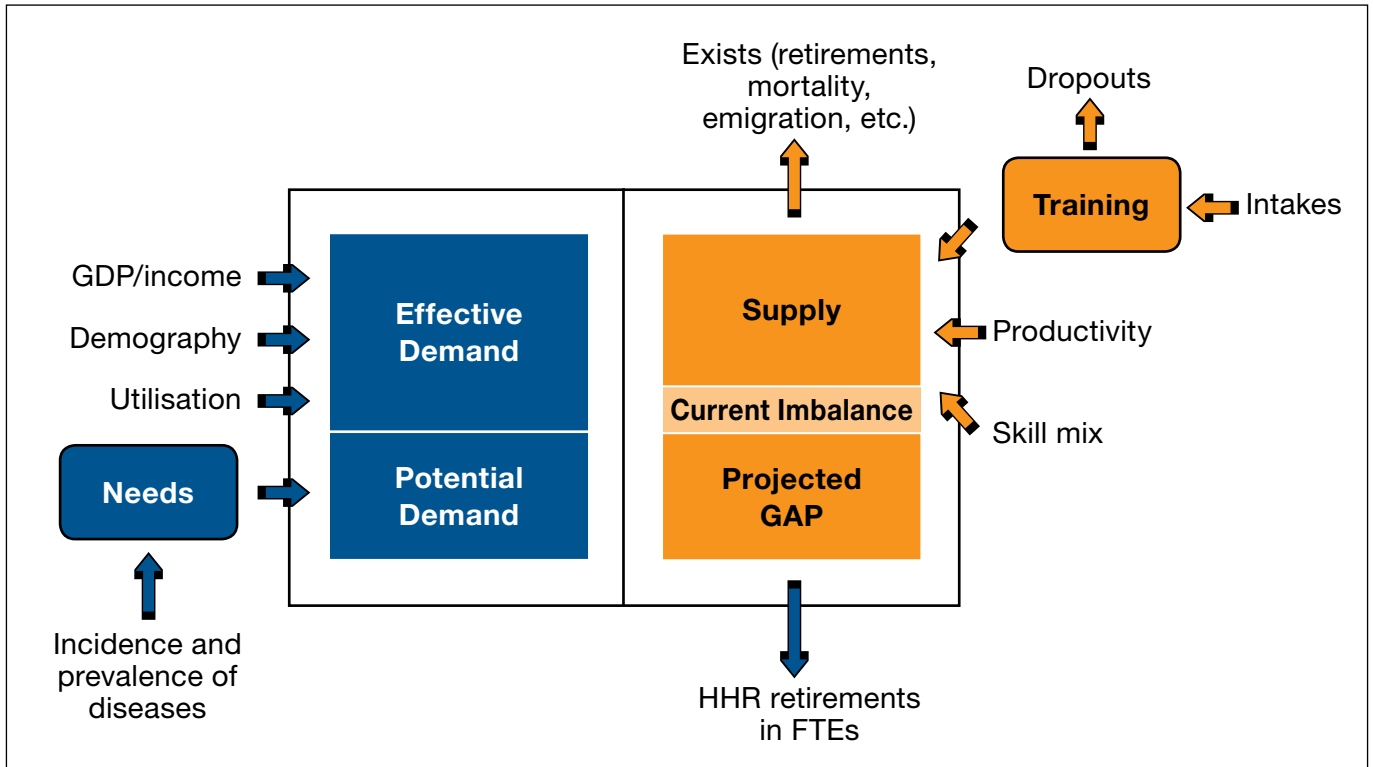 Exists (retirements,
mortality,
emigration, etc.)
Dropouts
Training
Intakes
GDP/income
Demography
Utilisation
Effective
Demand
Supply
Productivity
Current Imbalance
Skill mix
Needs
Potential
Demand
Projected
GAP
Incidence and
prevalence of
diseases
HHR retirements
in FTEs